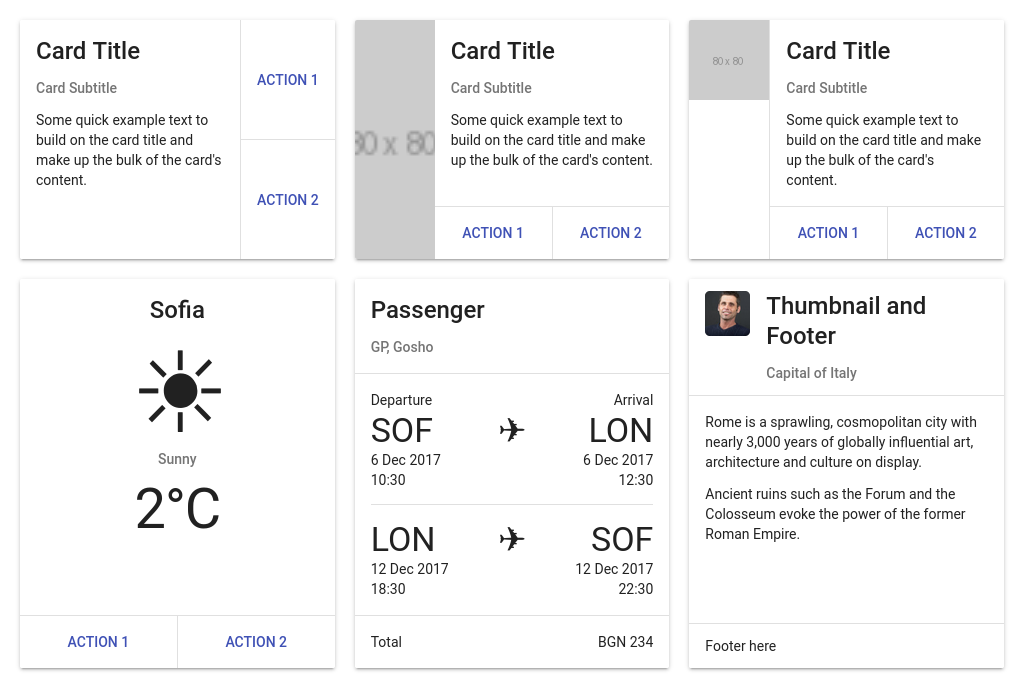 Card Title
Card Subtitle
Some quick example text to
build on the card title and
make up the bulk of the card's
content.
ACTION 1
ACTION 2
80 x 80
Card Title
Card Subtitle
Some quick example text to
build on the card title and make
up the bulk of the card's content.
ACTION 1
ACTION 2
80 x 80
Card Title
Card Subtitle
Some quick example text to
build on the card title and make
up the bulk of the card's
content.
ACTION 1
ACTION 2
Sofia
Sunny
2°C
ACTION 1
ACTION 2
Passenger
GP, Gosho
Departure
Arrival
SOF
LON
6 Dec 2017
6 Dec 2017
10:30
12:30
LON
SOF
12 Dec 2017
12 Dec 2017
18:30
22:30
Total
BGN 234
Thumbnail and
Footer
Capital of Italy
Rome is a sprawling, cosmopolitan city with
nearly 3,000 years of globally influential art,
architecture and culture on display.
Ancient ruins such as the Forum and the
Colosseum evoke the power of the former
Roman Empire.
Footer here